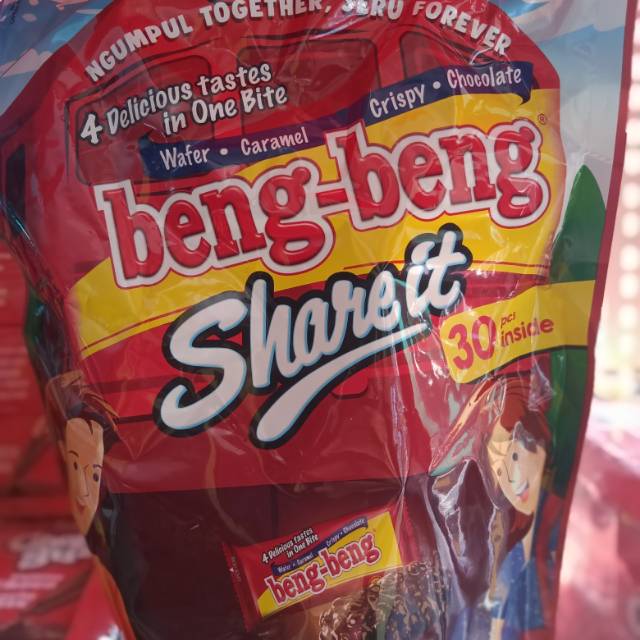 NGUMPUL TOGETHER, SERU FOREVER
4 Delicious tastes
in One Bite
Wafer • Caramel
Crispy • Chocolate
beng-beng®
Share it
30 pcs
inside
4 Delicious tastes
in One Bite
Wafer • Caramel Crispy • Chocolate
beng-beng